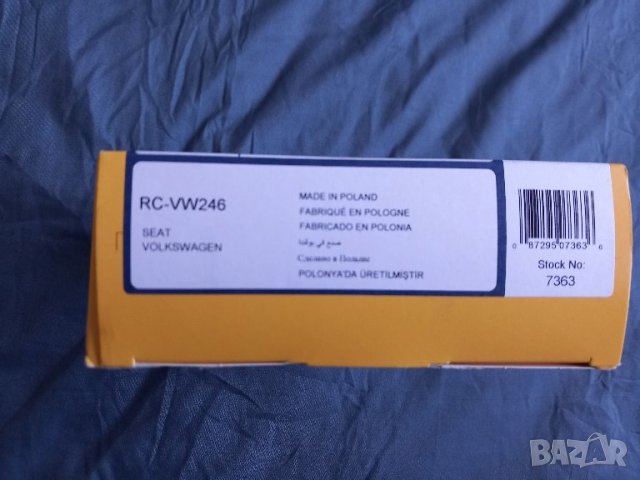 RC-VW246
SEAT
VOLKSWAGEN
MADE IN POLAND
FABRIQUÉ EN POLOGNE
FABRICADO EN POLONIA
صنع في بولندا
Сделано в Польше
POLONYA'DA ÜRETILMIŞTIR
0 87295 07363 6
Stock No:
7363
BAZAR